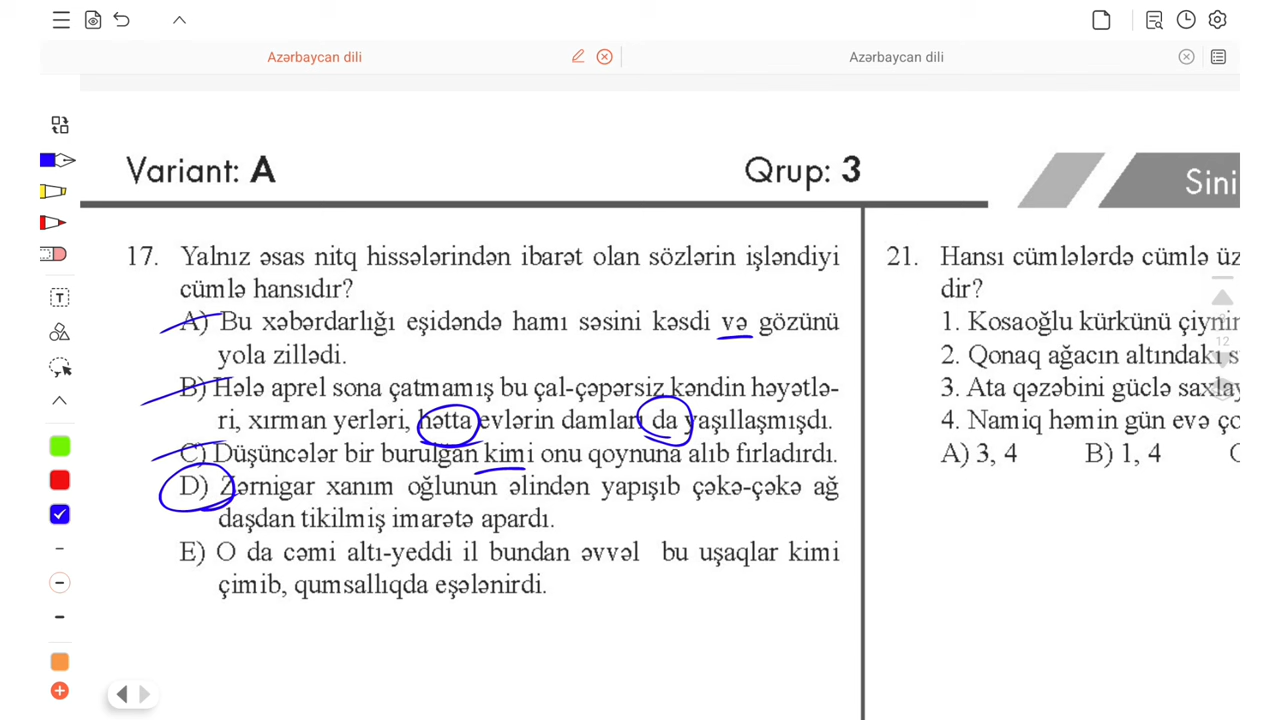 Azərbaycan dili
Azərbaycan dili
Variant: A
Qrup: 3
Sini
17. Yalnız əsas nitq hissələrindən ibarət olan sözlərin işləndiyi
cümlə hansıdır?
A) Bu xəbərdarlığı eşidəndə hamı səsini kəsdi və gözünü
yola zillədi.
B) Hələ aprel sona çatmamış bu çal-çəpərsiz kəndin həyətlə-
ri, xırman yerləri, hətta evlərin damları da yaşıllaşmışdı.
C) Düşüncələr bir burulğan kimi onu qoynuna alıb fırladırdı.
D) Zərnigar xanım oğlunun əlindən yapışıb çəkə-çəkə ağ
daşdan tikilmiş imarətə apardı.
E) O da cəmi altı-yeddi il bundan əvvəl bu uşaqlar kimi
çimib, qumsallıqda eşələnirdi.
21. Hansı cümlələrdə cümlə üz
dir?
1. Kosaoğlu kürkünü çiynin
2. Qonaq ağacın altındakı s
3. Ata qəzəbini güclə saxlay
4. Namiq həmin gün evə ço
A) 3, 4 B) 1, 4 C
12